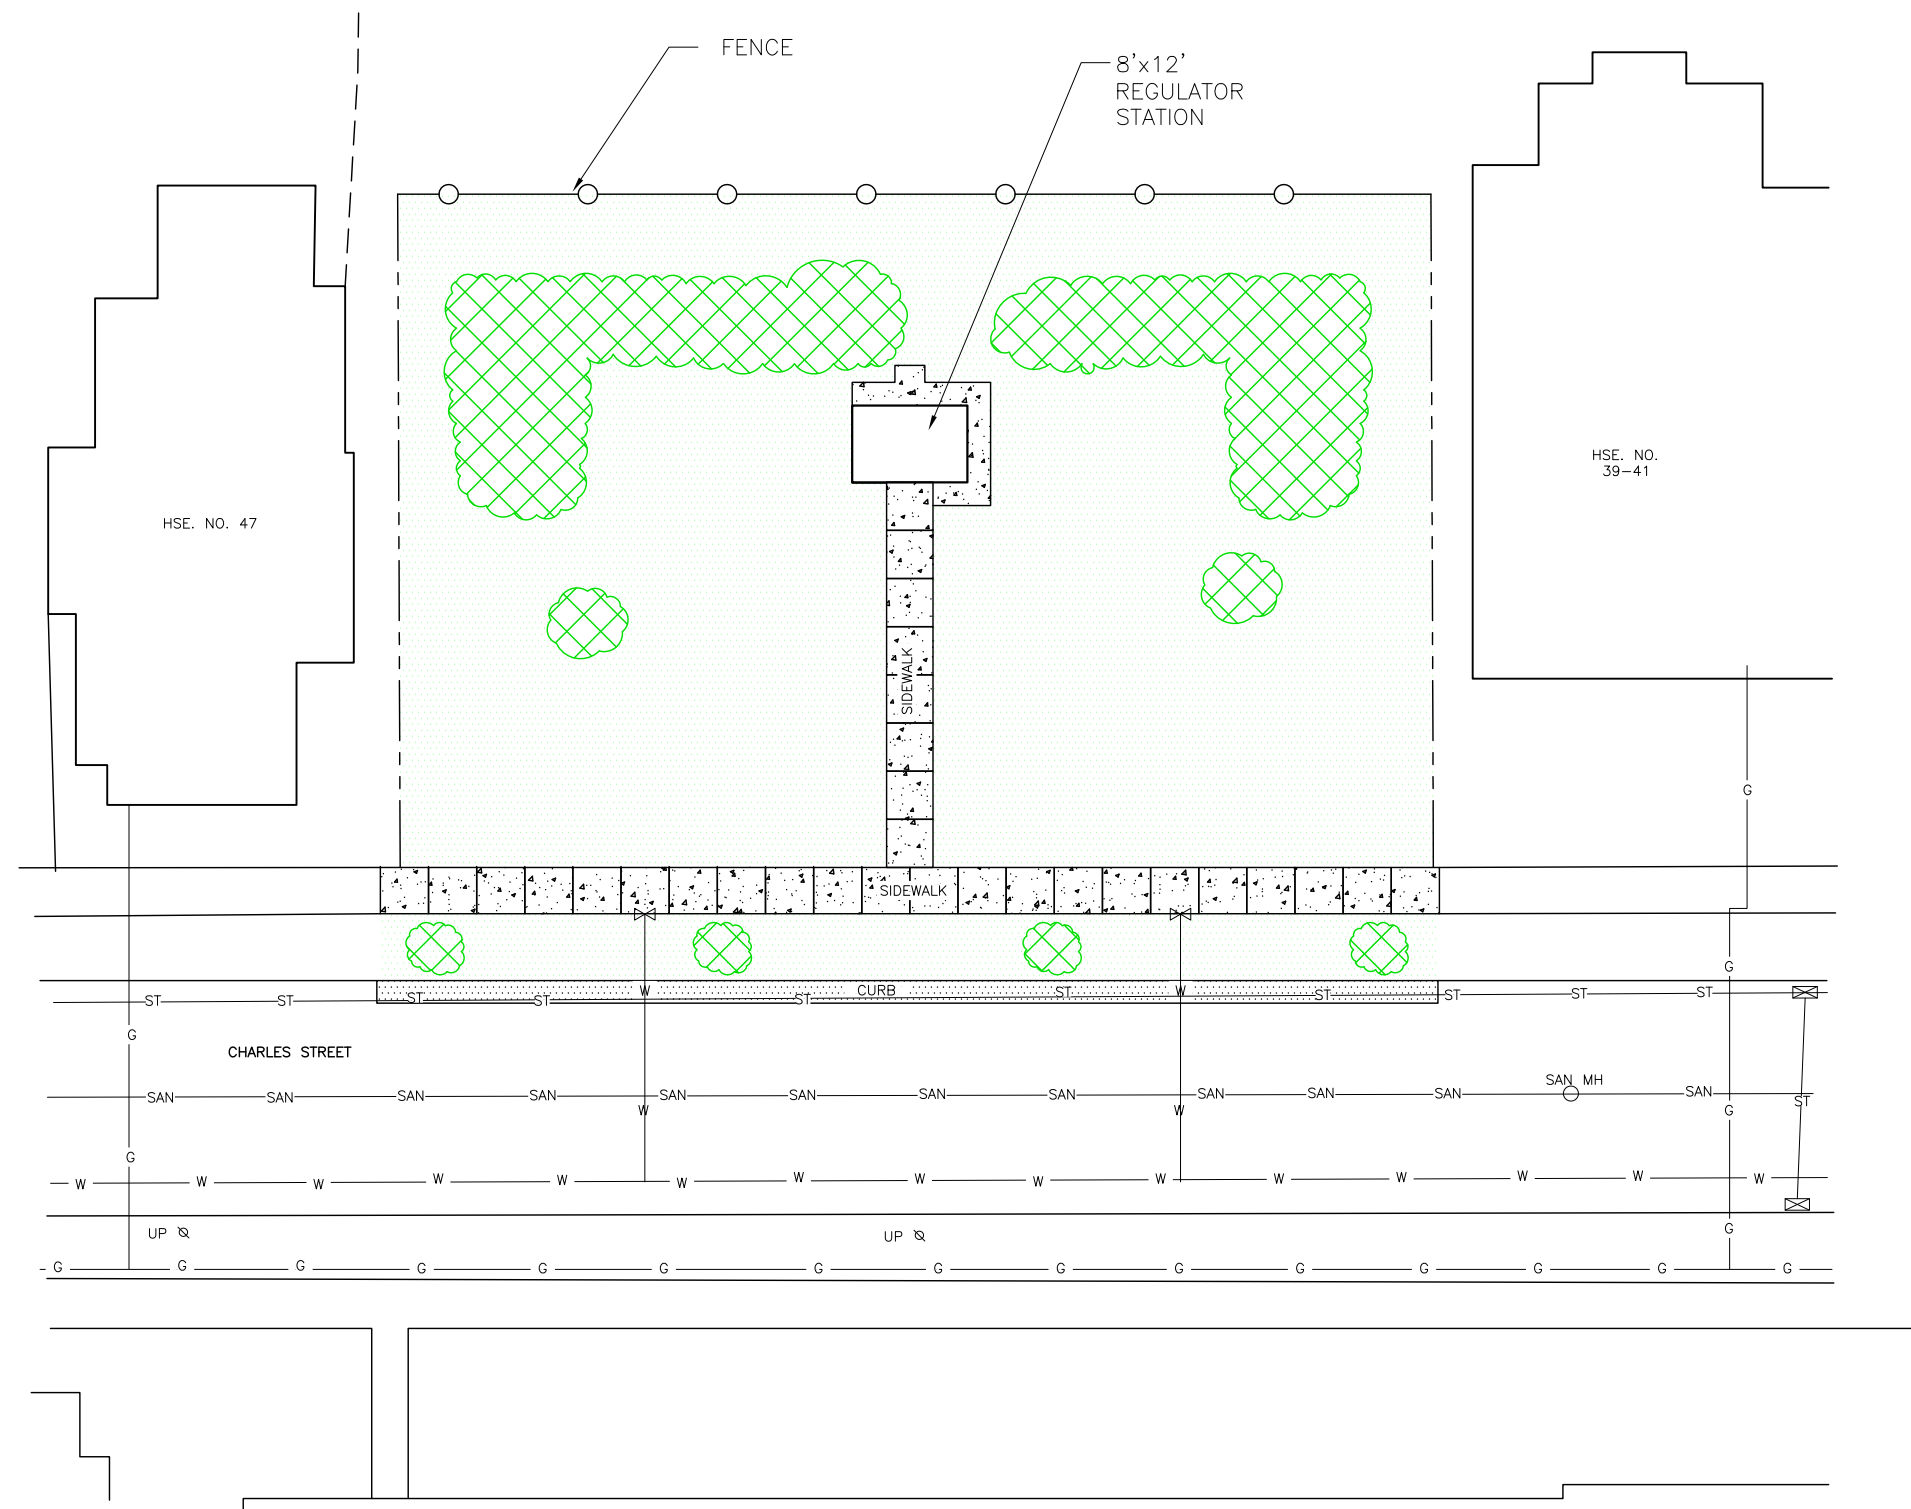 FENCE
8'x12'
REGULATOR
STATION
HSE. NO.
39-41
HSE. NO. 47
SIDEWALK
SIDEWALK
G
G
W CURB W
ST ST ST ST ST ST ST ST ST ST
G
CHARLES STREET
SAN MH
SAN SAN SAN SAN SAN SAN SAN SAN SAN SAN SAN SAN
ST
W W G
G
W W W W W W W W W W W W W W W
UP UP G
G G G G G G G G G G G G G G G